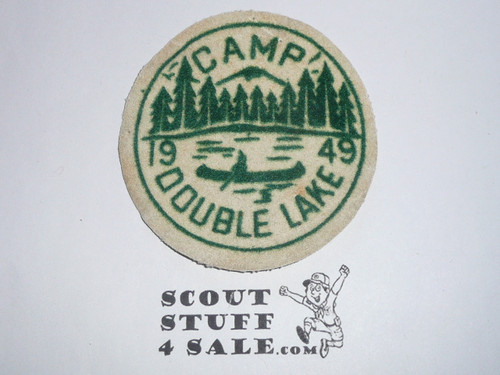 CAMP
19 49
DOUBLE LAKE
SCOUT
STUFF
4 SALE.COM